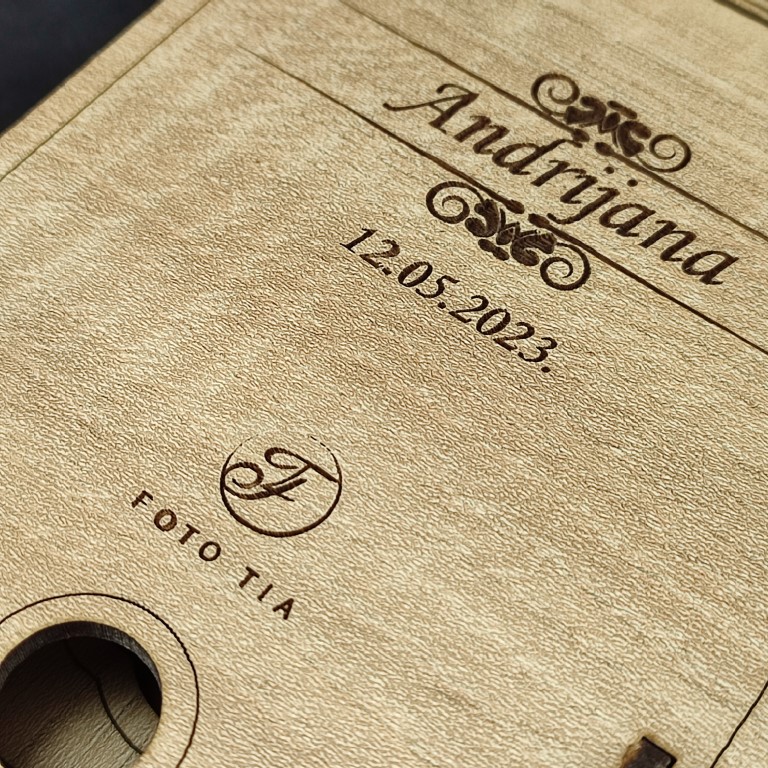 Andrijana
12.05.2023.
FOTO TIA